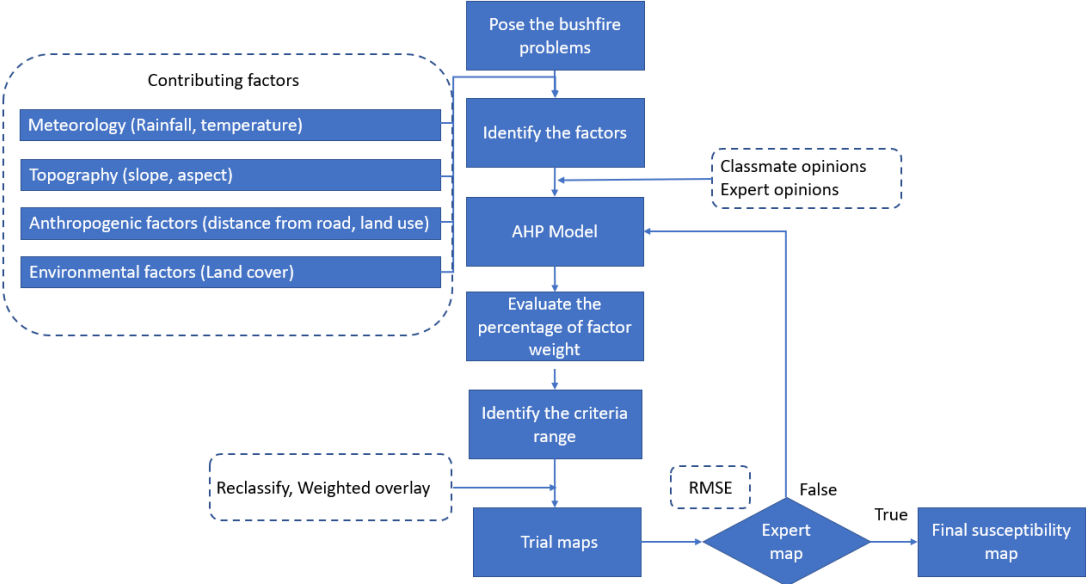 Pose the bushfire
problems
Contributing factors
Meteorology (Rainfall, temperature)
Topography (slope, aspect)
Anthropogenic factors (distance from road, land use)
Environmental factors (Land cover)
Identify the factors
Classmate opinions
Expert opinions
AHP Model
Evaluate the
percentage of factor
weight
Identify the criteria
range
Reclassify, Weighted overlay
Trial maps
RMSE
False
Expert
map
True
Final susceptibility
map